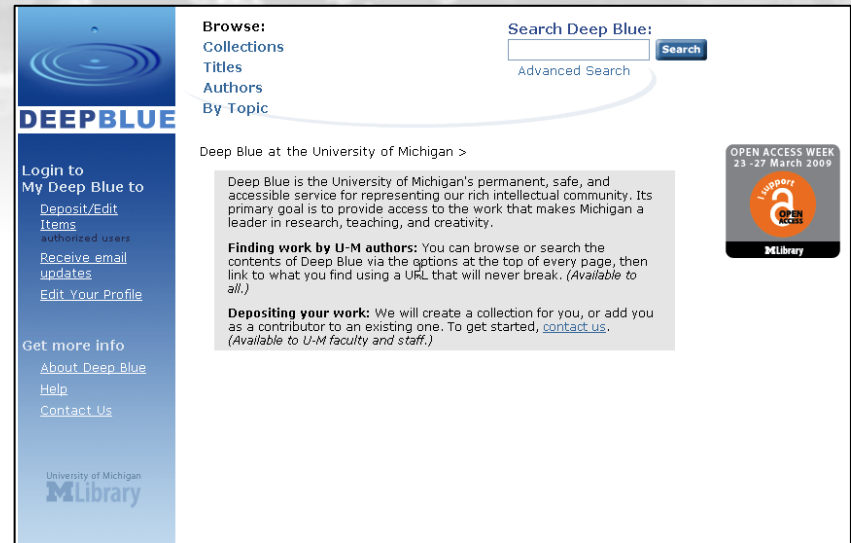 DEEPBLUE
Login to
My Deep Blue to
Deposit/Edit
Items
authorized users
Receive email
updates
Edit Your Profile
Get more info
About Deep Blue
Help
Contact Us
University of Michigan
MLibrary
Browse:
Collections
Titles
Authors
By Topic
Search Deep Blue:
Search
Advanced Search
Deep Blue at the University of Michigan >
Deep Blue is the University of Michigan's permanent, safe, and
accessible service for representing our rich intellectual community. Its
primary goal is to provide access to the work that makes Michigan a
leader in research, teaching, and creativity.
Finding work by U-M authors: You can browse or search the
contents of Deep Blue via the options at the top of every page, then
link to what you find using a URL that will never break. (Available to
all.)
Depositing your work: We will create a collection for you, or add you
as a contributor to an existing one. To get started, contact us.
(Available to U-M faculty and staff.)
OPEN ACCESS WEEK
23 -27 March 2009
I support
OPEN
ACCESS
MLibrary